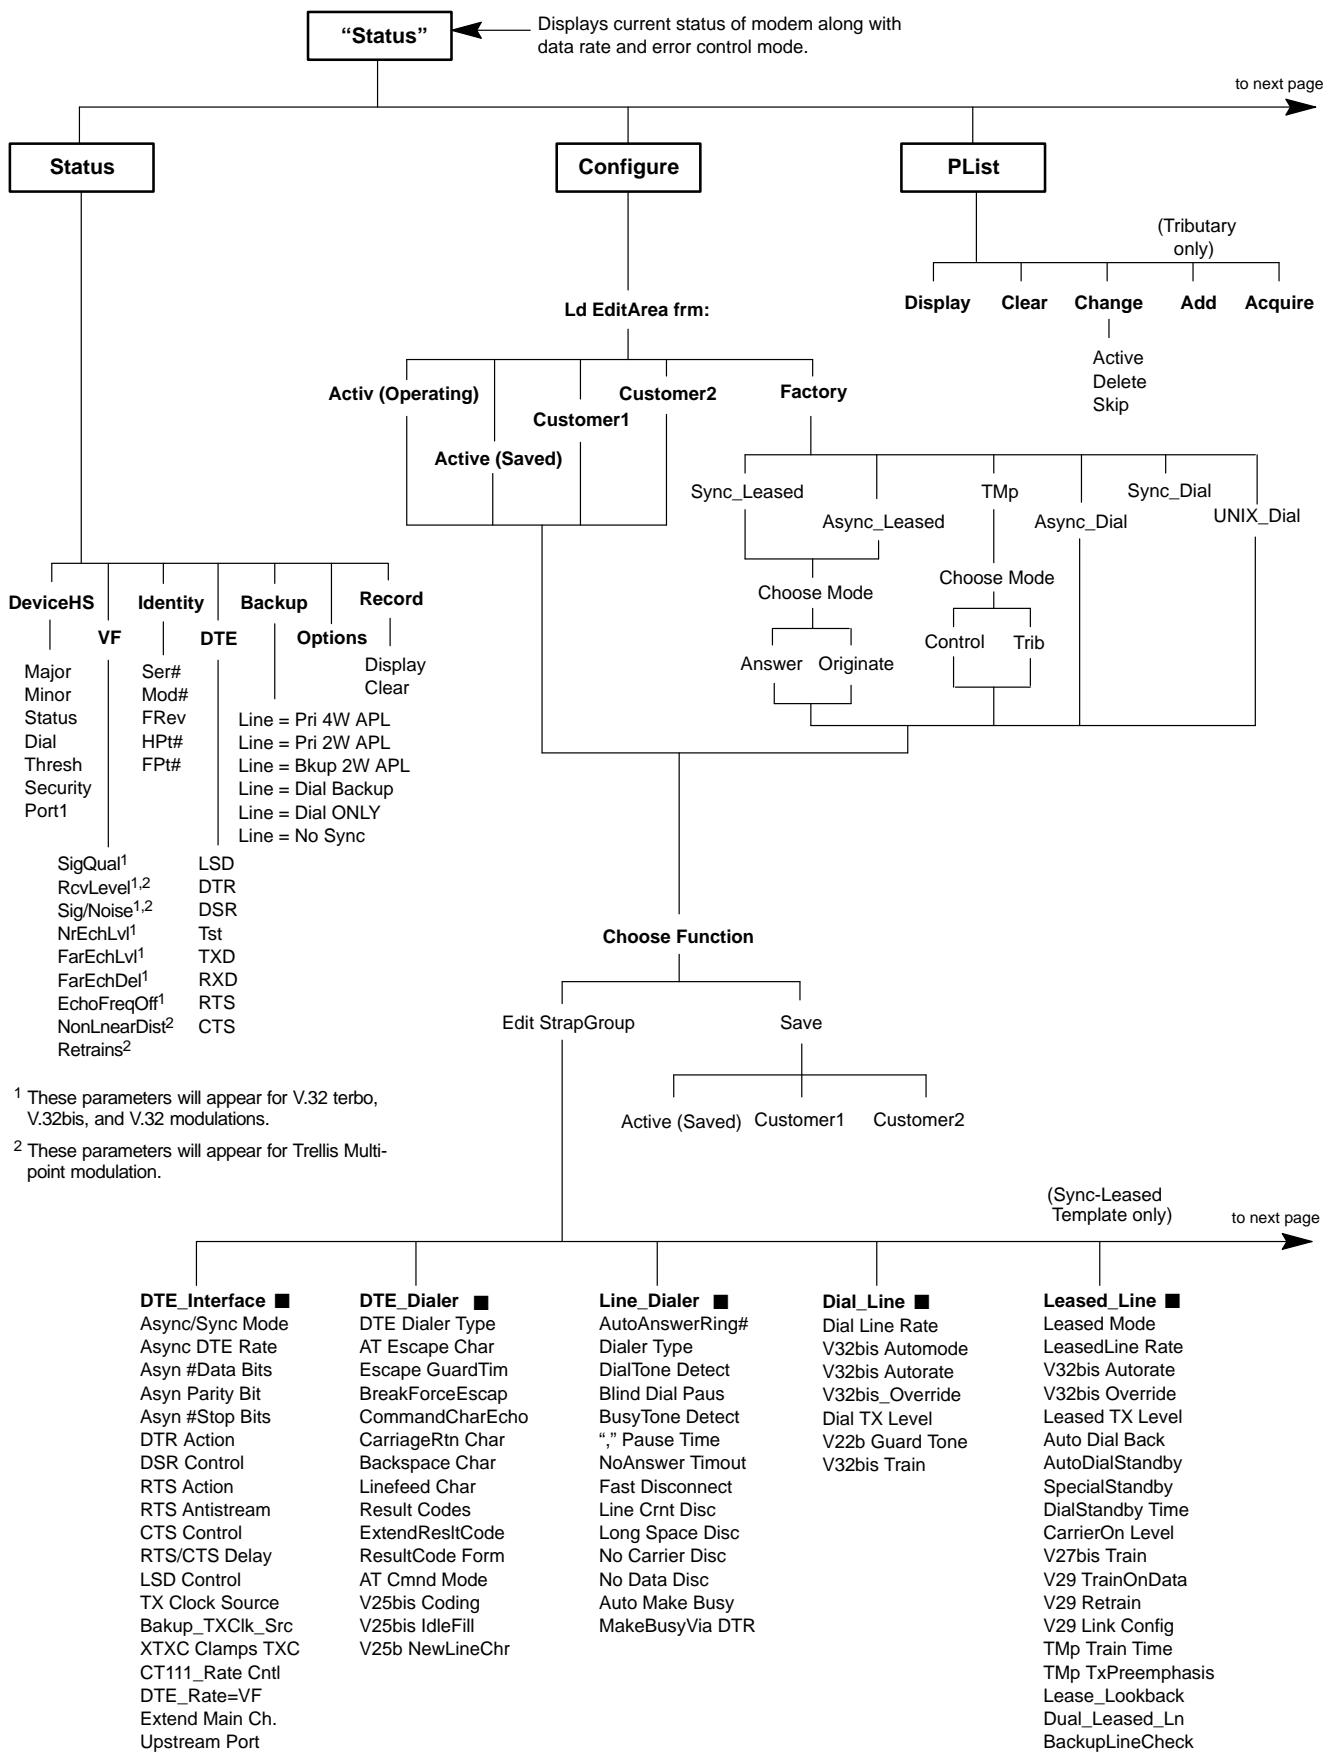 “Status”
Displays current status of modem along with
data rate and error control mode.
to next page
Status
Configure
PList
(Tributary
only)
Display
Clear
Change
Add
Acquire
Active
Delete
Skip
Ld EditArea frm:
Activ (Operating)
Active (Saved)
Customer1
Customer2
Factory
Sync_Leased
Async_Leased
TMp
Async_Dial
Sync_Dial
UNIX_Dial
Choose Mode
Answer
Originate
Choose Mode
Control
Trib
DeviceHS
Major
Minor
Status
Dial
Thresh
Security
Port1
VF
SigQual1
RcvLevel1,2
Sig/Noise1,2
NrEchLvl1
FarEchLvl1
FarEchDel1
EchoFreqOff1
NonLnearDist2
Retrains2
Identity
Ser#
Mod#
FRev
HPt#
FPt#
DTE
LSD
DTR
DSR
Tst
TXD
RXD
RTS
CTS
Backup
Line = Pri 4W APL
Line = Pri 2W APL
Line = Bkup 2W APL
Line = Dial Backup
Line = Dial ONLY
Line = No Sync
Options
Record
Display
Clear
1 These parameters will appear for V.32 terbo,
V.32bis, and V.32 modulations.
2 These parameters will appear for Trellis Multi-
point modulation.
Choose Function
Edit StrapGroup
Save
Active (Saved)
Customer1
Customer2
(Sync-Leased
Template only)
to next page
DTE_Interface ■
Async/Sync Mode
Async DTE Rate
Asyn #Data Bits
Asyn Parity Bit
Asyn #Stop Bits
DTR Action
DSR Control
RTS Action
RTS Antistream
CTS Control
RTS/CTS Delay
LSD Control
TX Clock Source
Bakup_TXClk_Src
XTXC Clamps TXC
CT111_Rate Cntl
DTE_Rate=VF
Extend Main Ch.
Upstream Port
DTE_Dialer ■
DTE Dialer Type
AT Escape Char
Escape GuardTim
BreakForceEscap
CommandCharEcho
CarriageRtn Char
Backspace Char
Linefeed Char
Result Codes
ExtendResltCode
ResultCode Form
AT Cmnd Mode
V25bis Coding
V25bis IdleFill
V25b NewLineChr
Line_Dialer ■
AutoAnswerRing#
Dialer Type
DialTone Detect
Blind Dial Paus
BusyTone Detect
“,” Pause Time
NoAnswer Timout
Fast Disconnect
Line Crnt Disc
Long Space Disc
No Carrier Disc
No Data Disc
Auto Make Busy
MakeBusyVia DTR
Dial_Line ■
Dial Line Rate
V32bis Automode
V32bis Autorate
V32bis_Override
Dial TX Level
V22b Guard Tone
V32bis Train
Leased_Line ■
Leased Mode
LeasedLine Rate
V32bis Autorate
V32bis Override
Leased TX Level
Auto Dial Back
AutoDialStandby
SpecialStandby
DialStandby Time
CarrierOn Level
V27bis Train
V29 TrainOnData
V29 Retrain
V29 Link Config
TMp Train Time
TMp TxPreemphasis
Lease_Lookback
Dual_Leased_Ln
BackupLineCheck